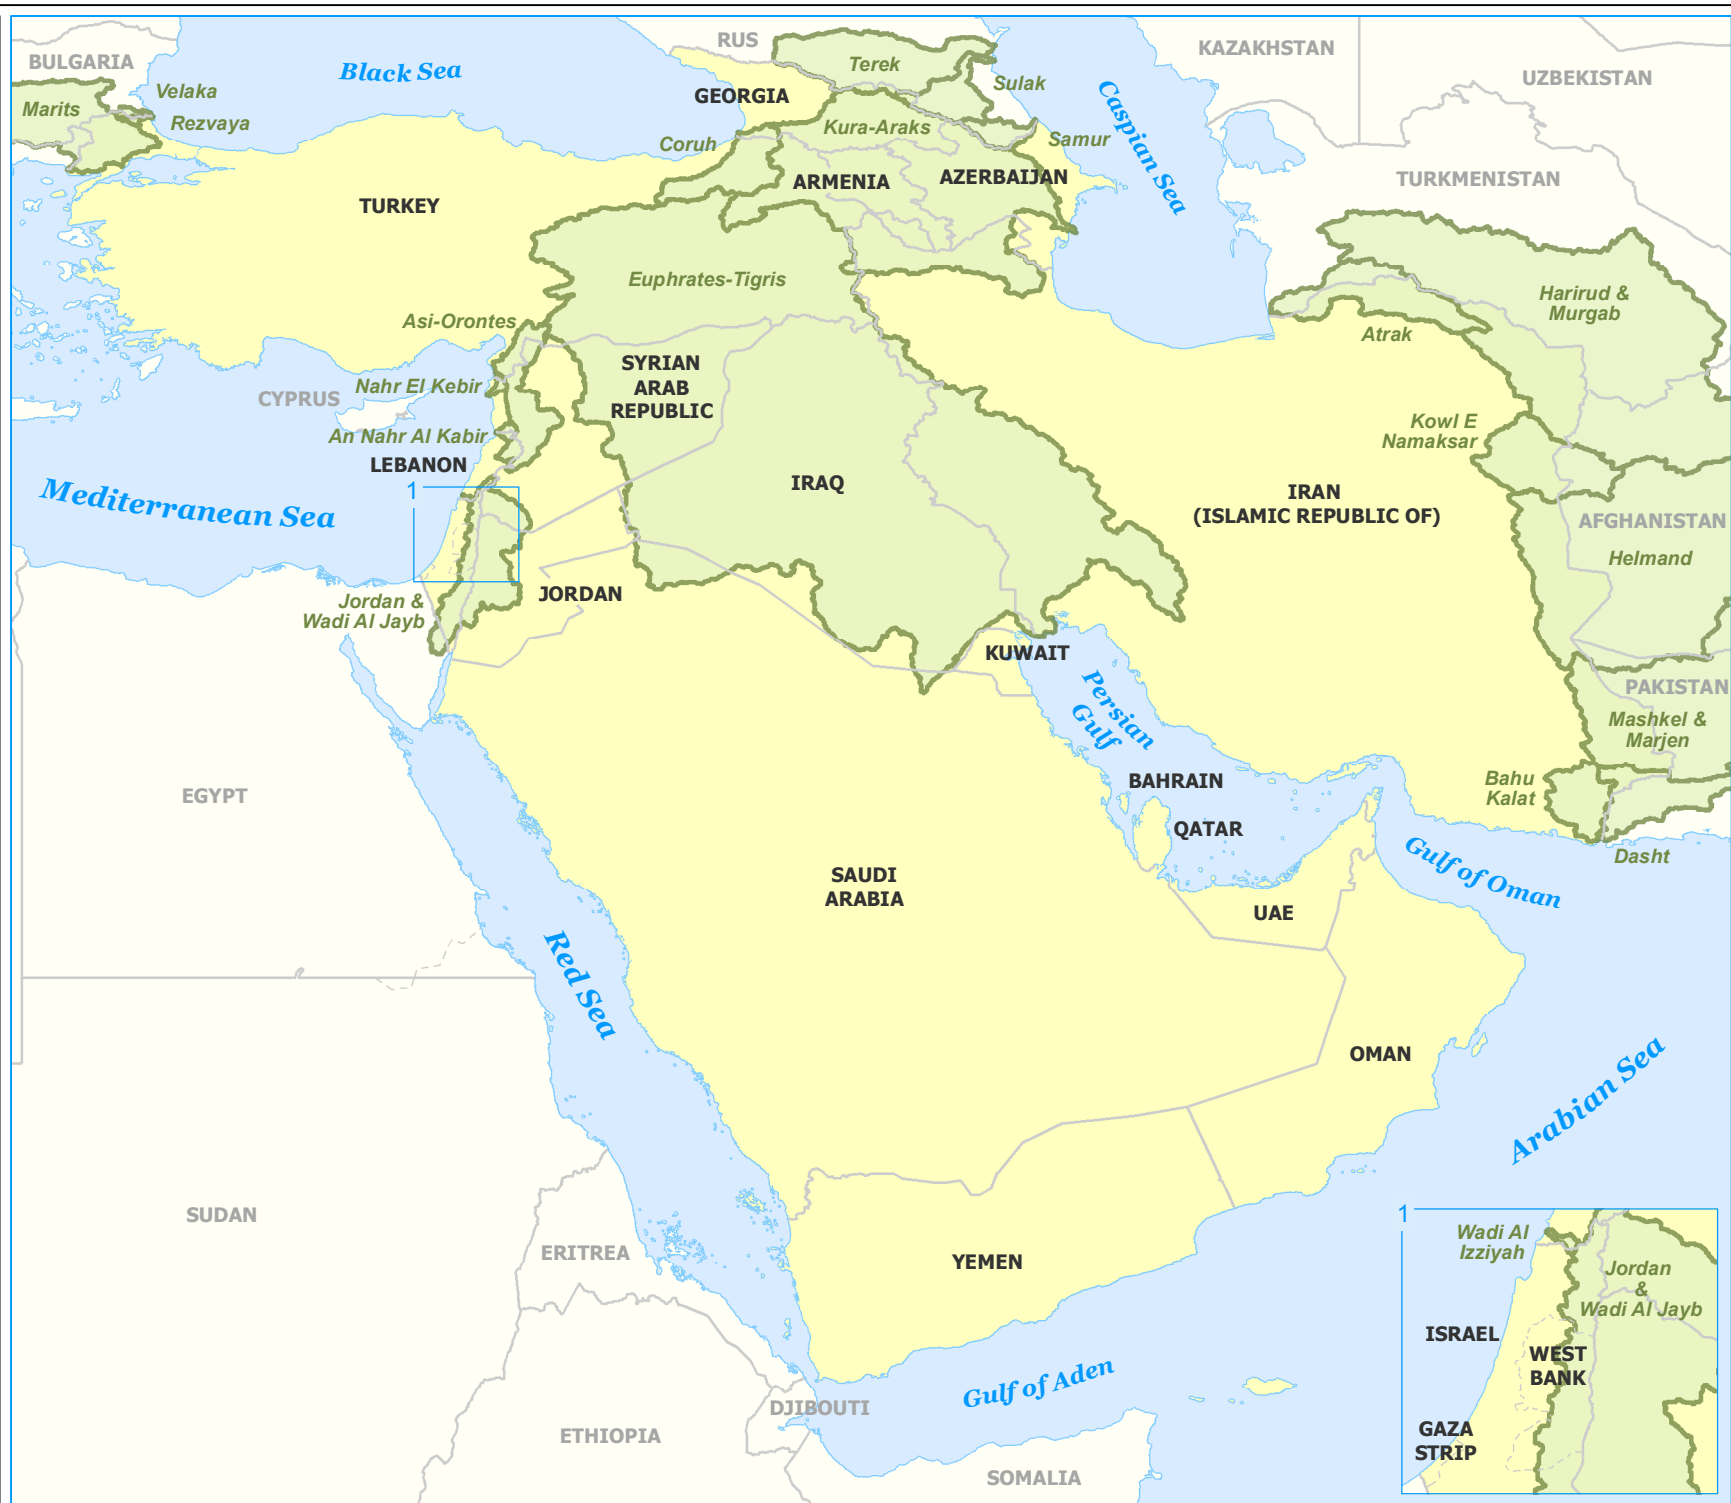 BULGARIA
Black Sea
RUS
KAZAKHSTAN
UZBEKISTAN
Marits
Velaka
Rezvaya
GEORGIA
Terek
Sulak
Caspian Sea
Coruh
Kura-Araks
Samur
TURKEY
ARMENIA
AZERBAIJAN
TURKMENISTAN
Euphrates-Tigris
Harirud &
Murgab
Asi-Orontes
Atrak
SYRIAN
ARAB
REPUBLIC
CYPRUS
Nahr El Kebir
Kowl E
Namaksar
An Nahr Al Kabir
LEBANON
1
Mediterranean Sea
IRAQ
IRAN
(ISLAMIC REPUBLIC OF)
AFGHANISTAN
Helmand
JORDAN
Jordan &
Wadi Al Jayb
KUWAIT
Persian
Gulf
PAKISTAN
Mashkel &
Marjen
EGYPT
BAHRAIN
Bahu
Kalat
QATAR
Gulf of Oman
Dasht
SAUDI
ARABIA
UAE
Red Sea
OMAN
Arabian Sea
SUDAN
ERITREA
YEMEN
Gulf of Aden
DJIBOUTI
ETHIOPIA
SOMALIA
1
Wadi Al
Izziyah
Jordan
&
Wadi Al Jayb
ISRAEL
WEST
BANK
GAZA
STRIP